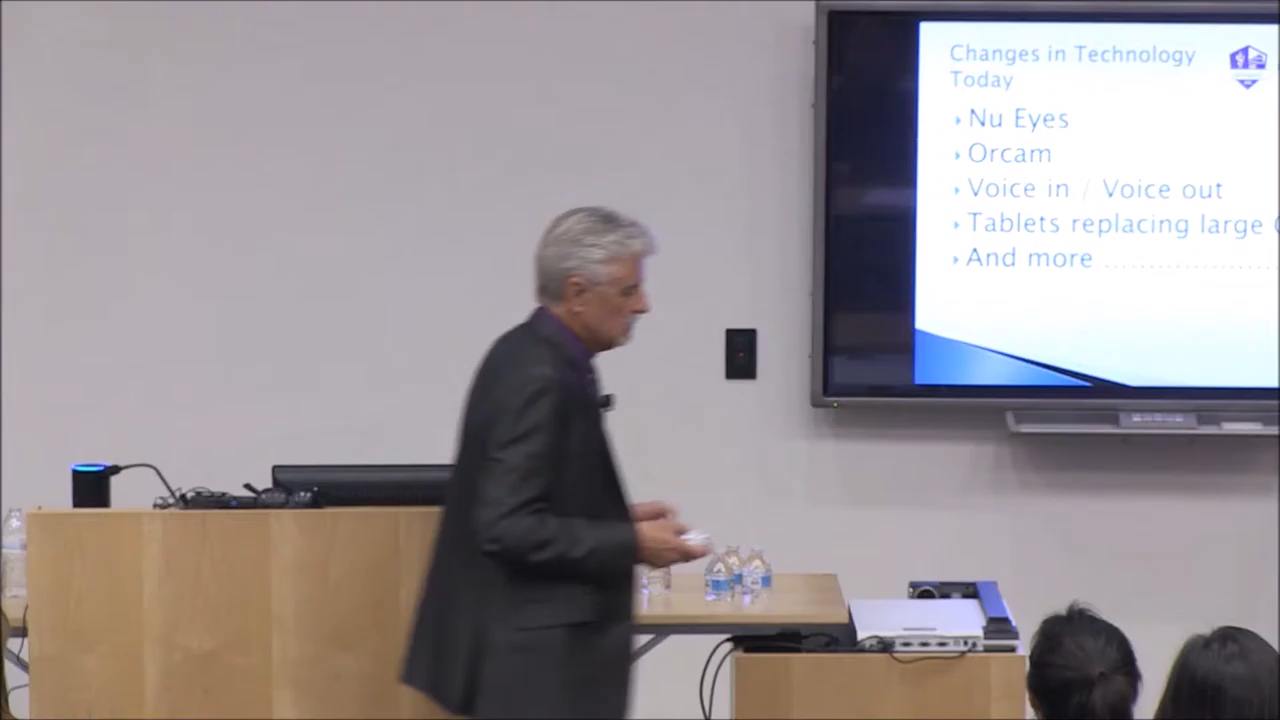 Changes in Technology
Today
Nu Eyes
Orcam
Voice in / Voice out
Tablets replacing large
And more ....................